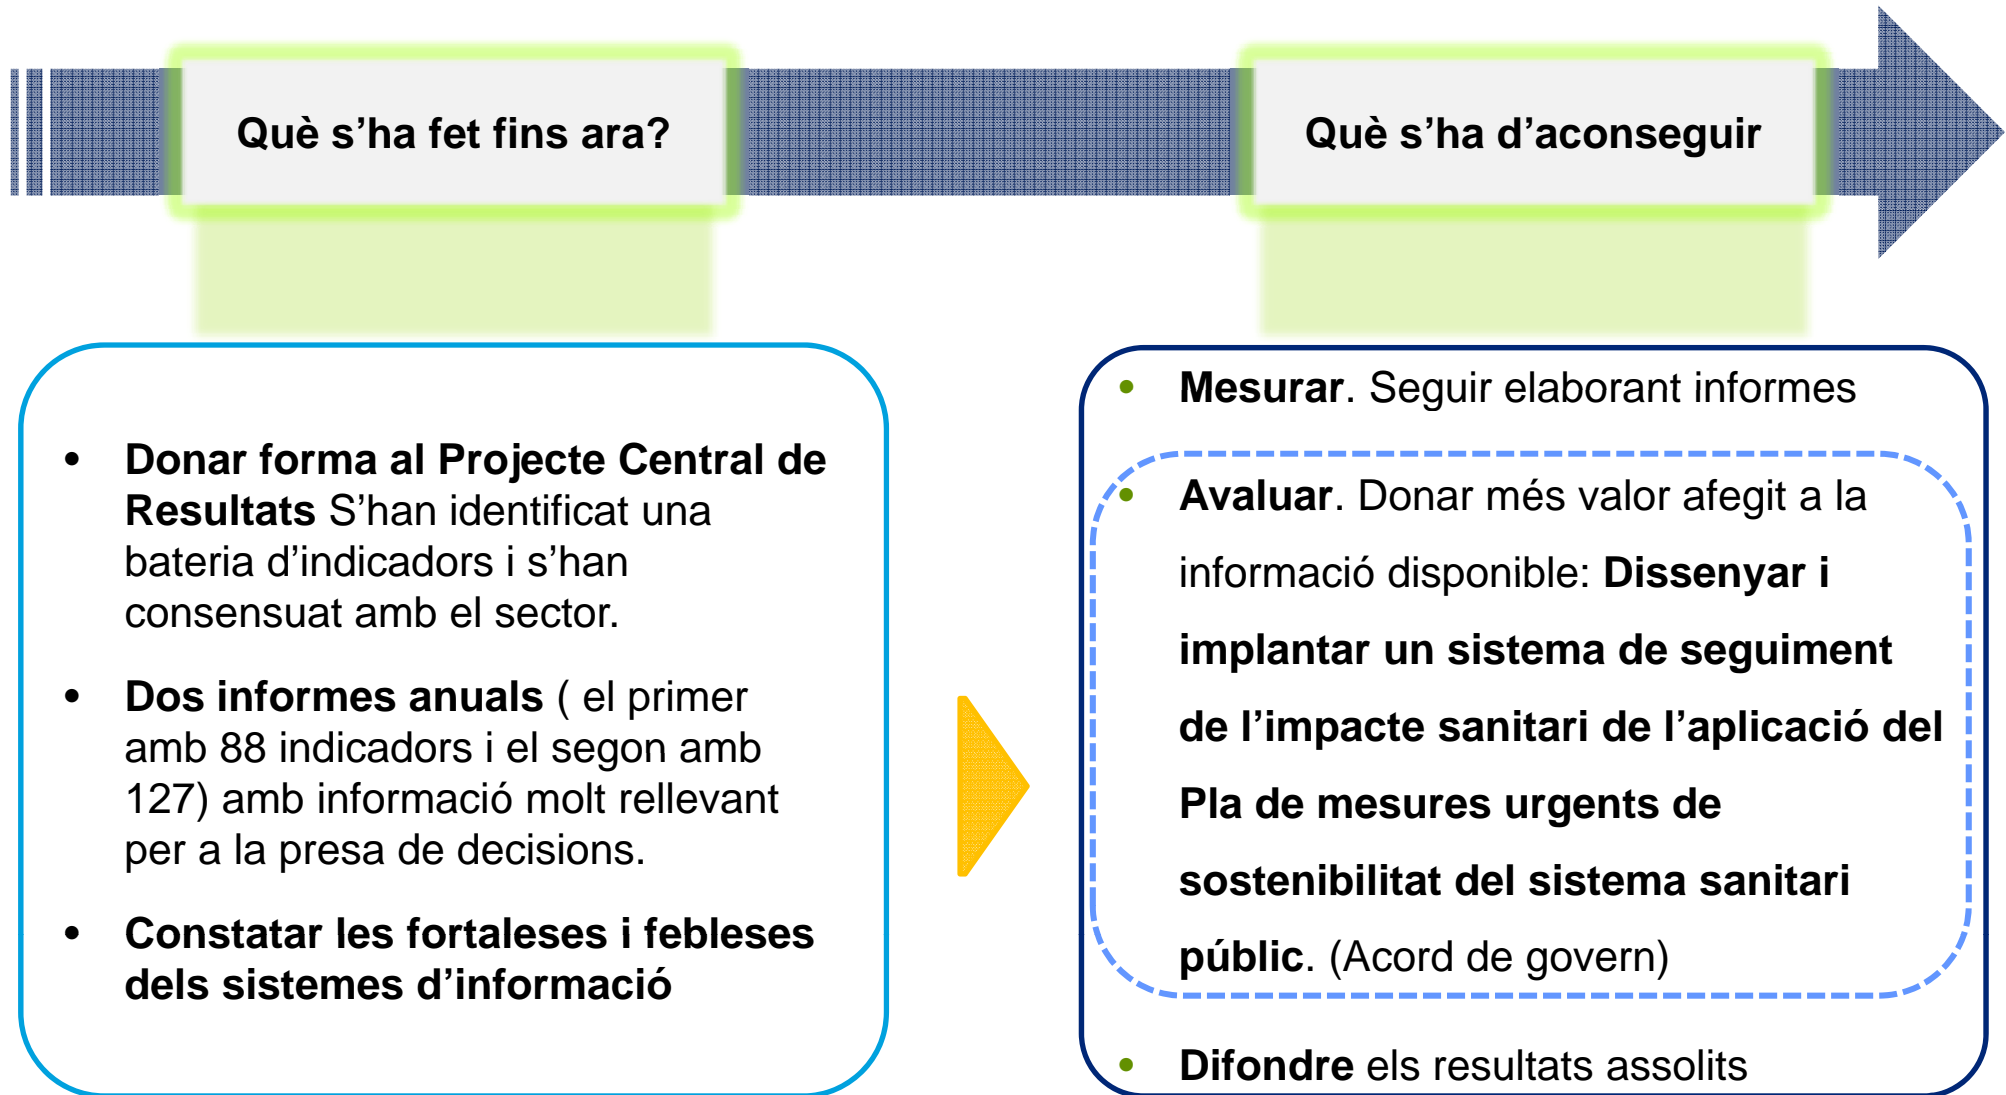 Què s’ha fet fins ara?
Què s’ha d’aconseguir
• Donar forma al Projecte Central de
Resultats S’han identificat una
bateria d’indicadors i s’han
consensuat amb el sector.
• Dos informes anuals ( el primer
amb 88 indicadors i el segon amb
127) amb informació molt rellevant
per a la presa de decisions.
• Constatar les fortaleses i febleses
dels sistemes d’informació
• Mesurar. Seguir elaborant informes
• Avaluar. Donar més valor afegit a la
informació disponible: Dissenyar i
implantar un sistema de seguiment
de l’impacte sanitari de l’aplicació del
Pla de mesures urgents de
sostenibilitat del sistema sanitari
públic. (Acord de govern)
• Difondre els resultats assolits